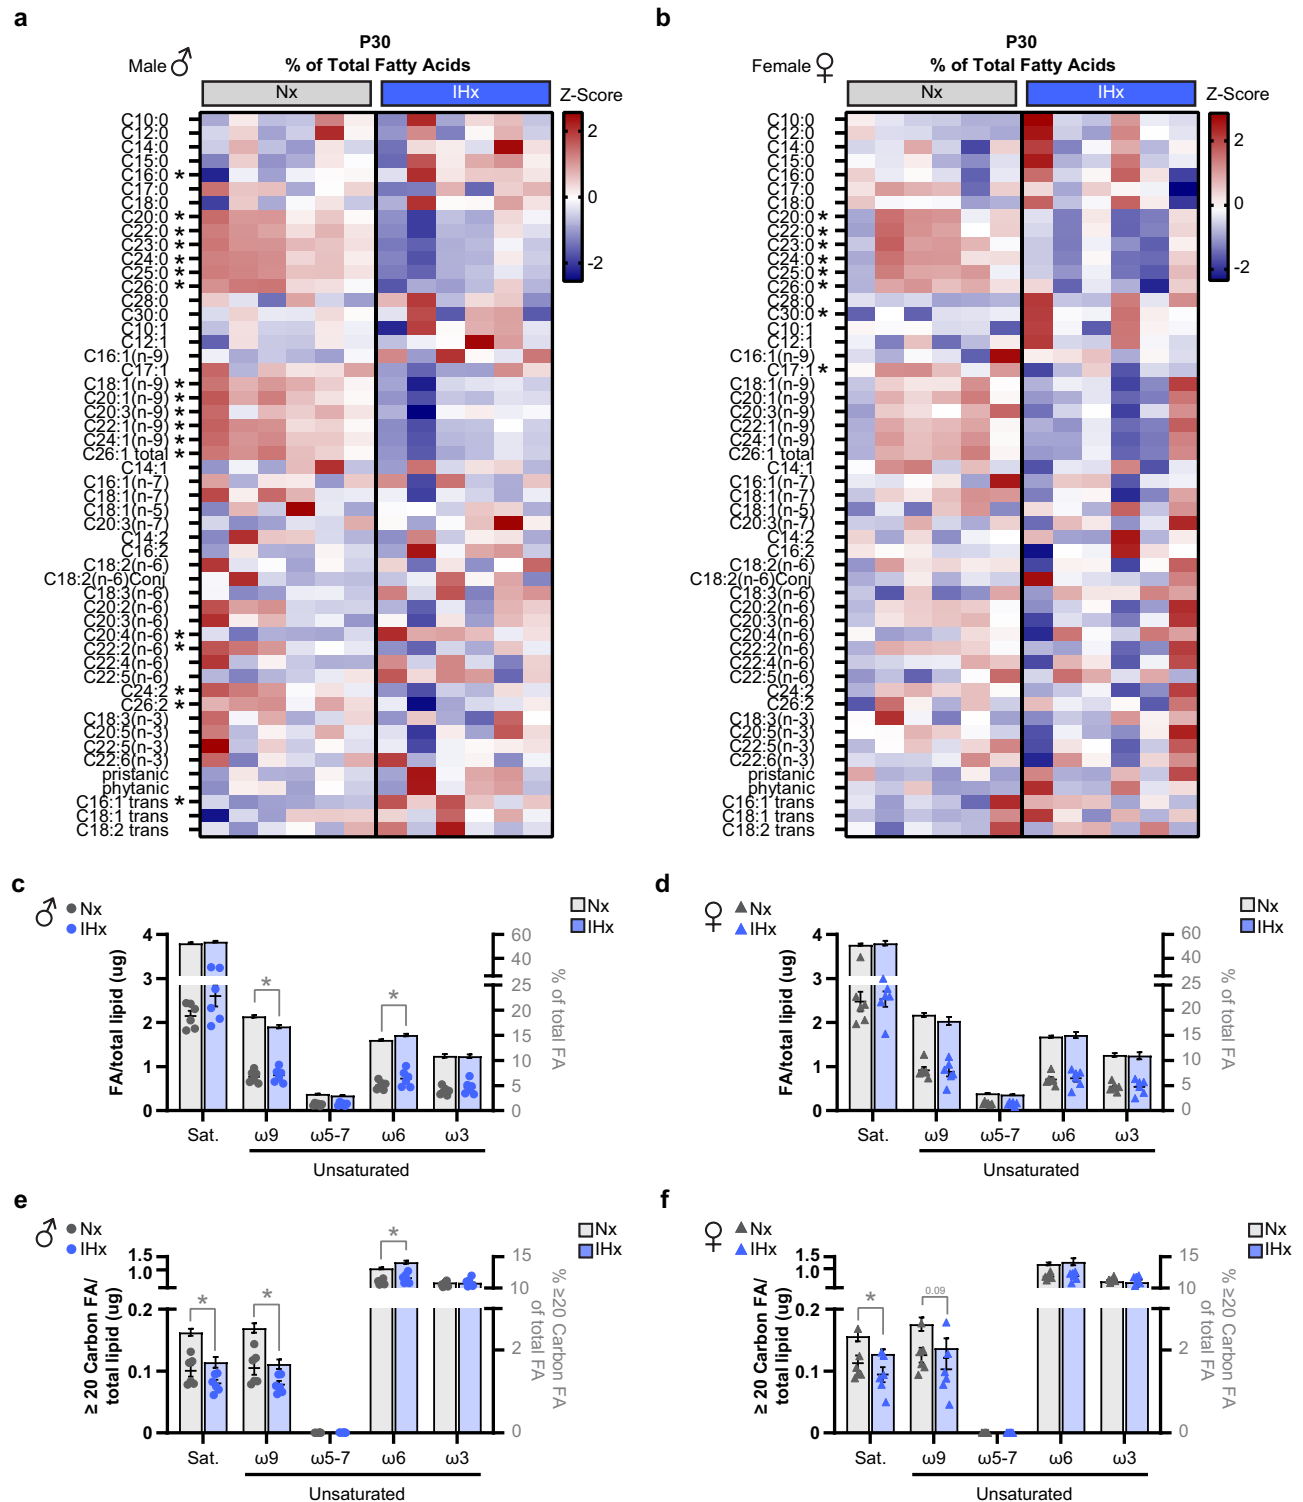 a
P30
Male ♂
% of Total Fatty Acids
Nx
IHx
Z-Score
2
0
-2
C10:0
C12:0
C14:0
C15:0
C16:0 *
C17:0
C18:0
C20:0 *
C22:0 *
C23:0 *
C24:0 *
C25:0 *
C26:0 *
C28:0
C30:0
C10:1
C12:1
C16:1(n-9)
C17:1
C18:1(n-9) *
C20:1(n-9) *
C20:3(n-9) *
C22:1(n-9) *
C24:1(n-9) *
C26:1 total *
C14:1
C16:1(n-7)
C18:1(n-7)
C18:1(n-5)
C20:3(n-7)
C14:2
C16:2
C18:2(n-6)
C18:2(n-6)Conj
C18:3(n-6)
C20:2(n-6)
C20:3(n-6)
C20:4(n-6) *
C22:2(n-6) *
C22:4(n-6)
C22:5(n-6)
C24:2 *
C26:2 *
C18:3(n-3)
C20:5(n-3)
C22:5(n-3)
C22:6(n-3)
pristanic
phytanic
C16:1 trans *
C18:1 trans
C18:2 trans
b
P30
Female ♀
% of Total Fatty Acids
Nx
IHx
Z-Score
2
0
-2
C10:0
C12:0
C14:0
C15:0
C16:0
C17:0
C18:0
C20:0 *
C22:0 *
C23:0 *
C24:0 *
C25:0 *
C26:0 *
C28:0
C30:0 *
C10:1
C12:1
C16:1(n-9)
C17:1 *
C18:1(n-9)
C20:1(n-9)
C20:3(n-9)
C22:1(n-9)
C24:1(n-9)
C26:1 total
C14:1
C16:1(n-7)
C18:1(n-7)
C18:1(n-5)
C20:3(n-7)
C14:2
C16:2
C18:2(n-6)
C18:2(n-6)Conj
C18:3(n-6)
C20:2(n-6)
C20:3(n-6)
C20:4(n-6)
C22:2(n-6)
C22:4(n-6)
C22:5(n-6)
C24:2
C26:2
C18:3(n-3)
C20:5(n-3)
C22:5(n-3)
C22:6(n-3)
pristanic
phytanic
C16:1 trans
C18:1 trans
C18:2 trans
c
♂
Nx
IHx
Nx
IHx
FA/total lipid (ug)
4
3
2
1
0
* *
60
40
25
20
15
10
5
0
% of total FA
Sat. ω9 ω5-7 ω6 ω3
Unsaturated
d
♀
Nx
IHx
Nx
IHx
FA/total lipid (ug)
4
3
2
1
0
60
40
25
20
15
10
5
0
% of total FA
Sat. ω9 ω5-7 ω6 ω3
Unsaturated
e
♂
Nx
IHx
Nx
IHx
≥ 20 Carbon FA/
total lipid (ug)
1.5
1.0
0.2
0.1
0
* * *
15
10
2
0
% ≥20 Carbon FA
of total FA
Sat. ω9 ω5-7 ω6 ω3
Unsaturated
f
♀
Nx
IHx
Nx
IHx
≥ 20 Carbon FA/
total lipid (ug)
1.5
1.0
0.2
0.1
0
* 0.09
15
10
2
0
% ≥20 Carbon FA
of total FA
Sat. ω9 ω5-7 ω6 ω3
Unsaturated